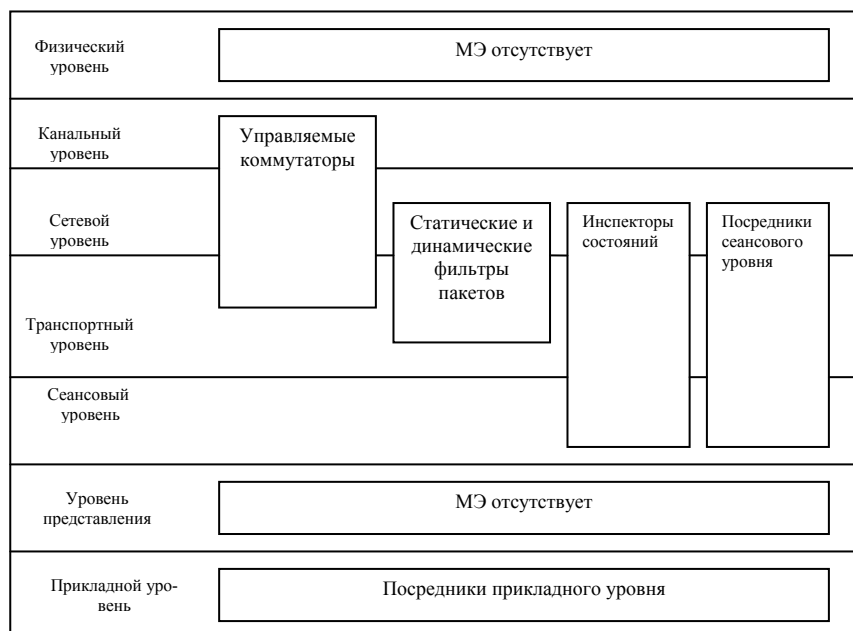 Физический
уровень
МЭ отсутствует
Канальный
уровень
Управляемые
коммутаторы
Сетевой
уровень
Статические и
динамические
фильтры
пакетов
Инспекторы
состояний
Посредники
сеансового
уровня
Транспортный
уровень
Сеансовый
уровень
Уровень
представления
МЭ отсутствует
Прикладной уро-
вень
Посредники прикладного уровня